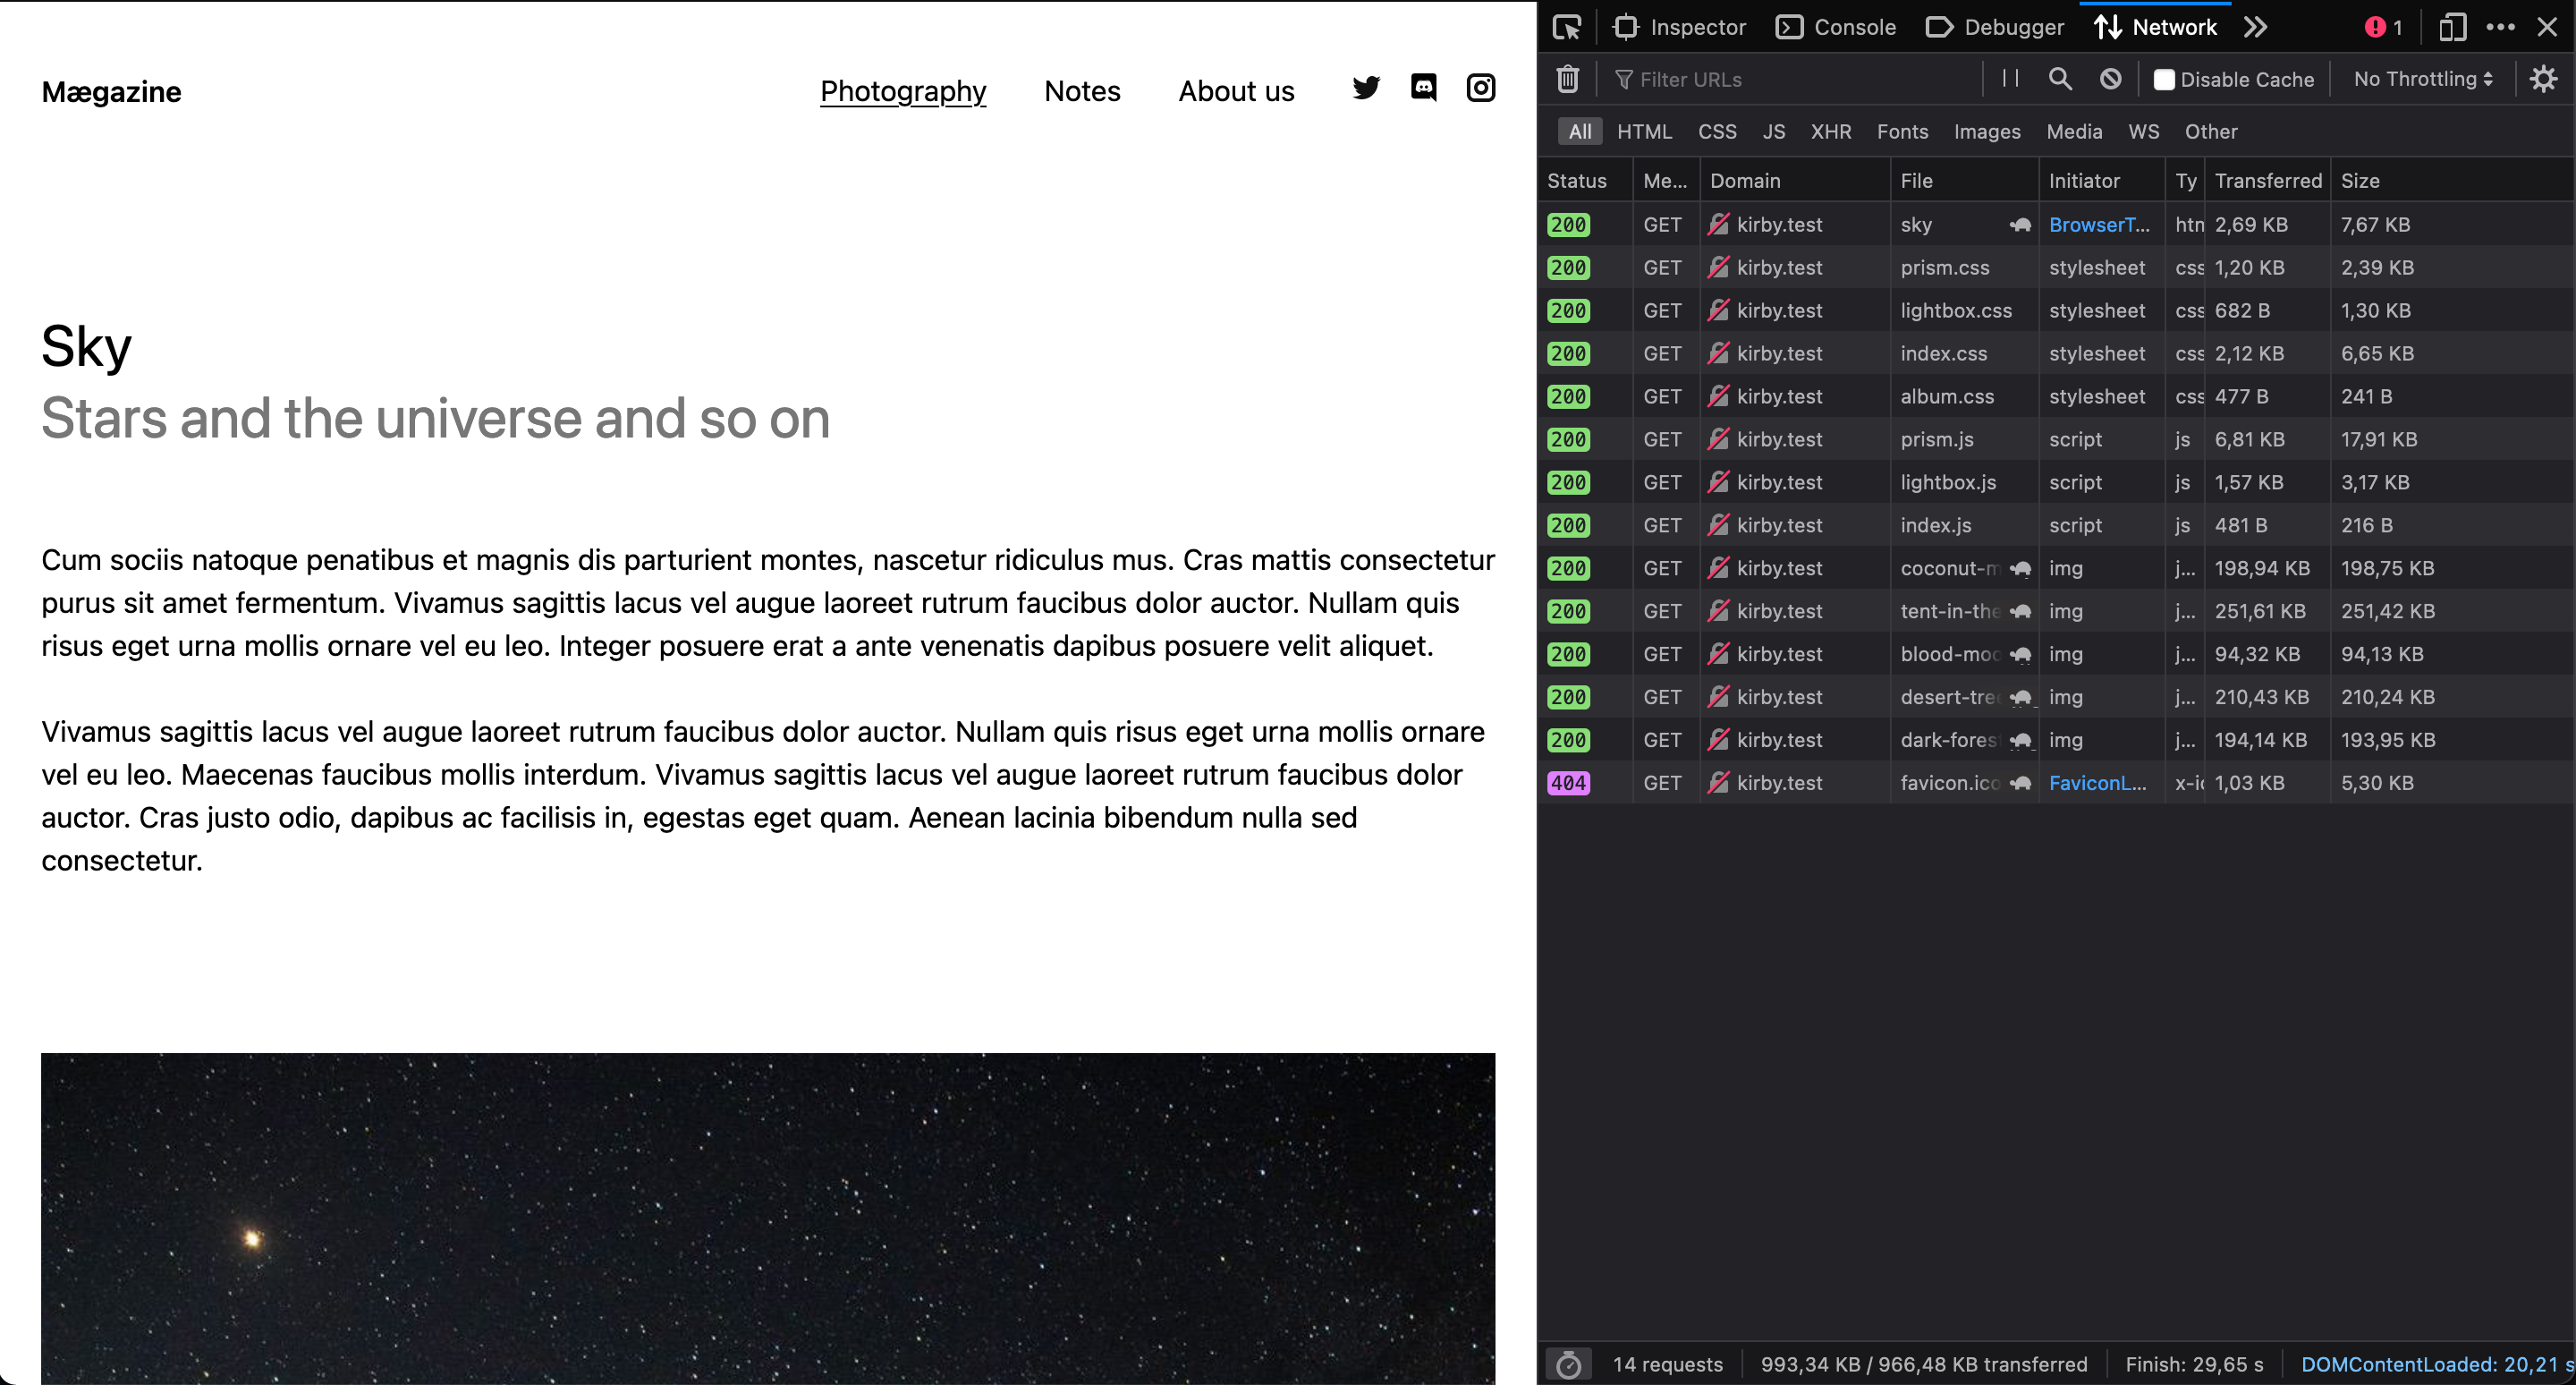 Mægazine
Photography Notes About us
Sky
Stars and the universe and so on
Cum sociis natoque penatibus et magnis dis parturient montes, nascetur ridiculus mus. Cras mattis consectetur
purus sit amet fermentum. Vivamus sagittis lacus vel augue laoreet rutrum faucibus dolor auctor. Nullam quis
risus eget urna mollis ornare vel eu leo. Integer posuere erat a ante venenatis dapibus posuere velit aliquet.
Vivamus sagittis lacus vel augue laoreet rutrum faucibus dolor auctor. Nullam quis risus eget urna mollis ornare
vel eu leo. Maecenas faucibus mollis interdum. Vivamus sagittis lacus vel augue laoreet rutrum faucibus dolor
auctor. Cras justo odio, dapibus ac facilisis in, egestas eget quam. Aenean lacinia bibendum nulla sed
consectetur.
Inspector Console Debugger Network 1
Filter URLs Disable Cache No Throttling
All HTML CSS JS XHR Fonts Images Media WS Other
Status Me... Domain File Initiator Ty Transferred Size
200 GET kirby.test sky BrowserT... htm 2,69 KB 7,67 KB
200 GET kirby.test prism.css stylesheet css 1,20 KB 2,39 KB
200 GET kirby.test lightbox.css stylesheet css 682 B 1,30 KB
200 GET kirby.test index.css stylesheet css 2,12 KB 6,65 KB
200 GET kirby.test album.css stylesheet css 477 B 241 B
200 GET kirby.test prism.js script js 6,81 KB 17,91 KB
200 GET kirby.test lightbox.js script js 1,57 KB 3,17 KB
200 GET kirby.test index.js script js 481 B 216 B
200 GET kirby.test coconut-m img j... 198,94 KB 198,75 KB
200 GET kirby.test tent-in-the img j... 251,61 KB 251,42 KB
200 GET kirby.test blood-moo img j... 94,32 KB 94,13 KB
200 GET kirby.test desert-tree img j... 210,43 KB 210,24 KB
200 GET kirby.test dark-forest img j... 194,14 KB 193,95 KB
404 GET kirby.test favicon.ico FaviconL... x-ic 1,03 KB 5,30 KB
14 requests 993,34 KB / 966,48 KB transferred Finish: 29,65 s DOMContentLoaded: 20,21 s